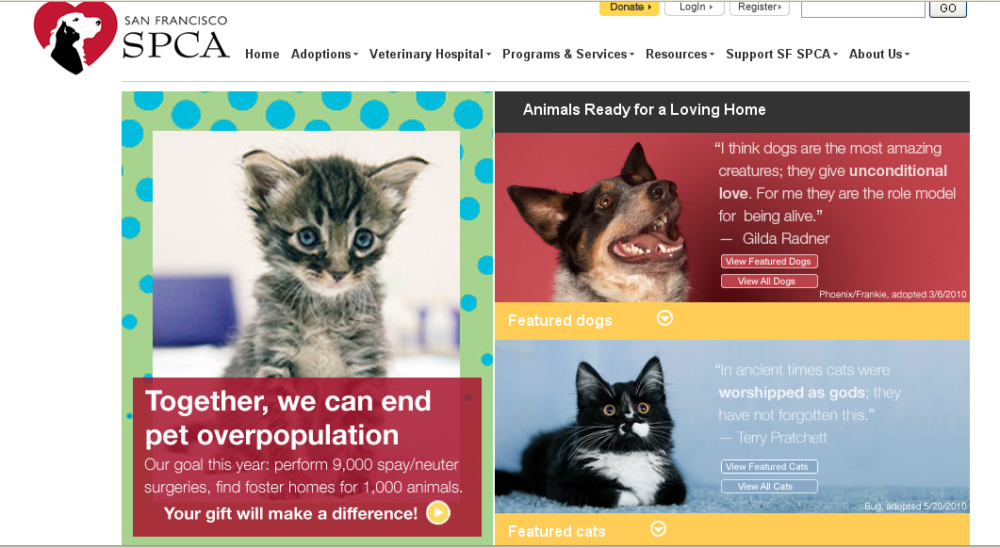 Donate
LogIn
Register
GO
SAN FRANCISCO
SPCA
Home Adoptions Veterinary Hospital Programs & Services Resources Support SF SPCA About Us
Together, we can end
pet overpopulation
Our goal this year: perform 9,000 spay/neuter
surgeries, find foster homes for 1,000 animals.
Your gift will make a difference!
Animals Ready for a Loving Home
“I think dogs are the most amazing
creatures; they give unconditional
love. For me they are the role model
for being alive.”
— Gilda Radner
View Featured Dogs
View All Dogs
Phoenix/Frankie, adopted 3/6/2010
Featured dogs
“In ancient times cats were
worshipped as gods; they
have not forgotten this.”
— Terry Pratchett
View Featured Cats
View All Cats
Bug, adopted 5/20/2010
Featured cats